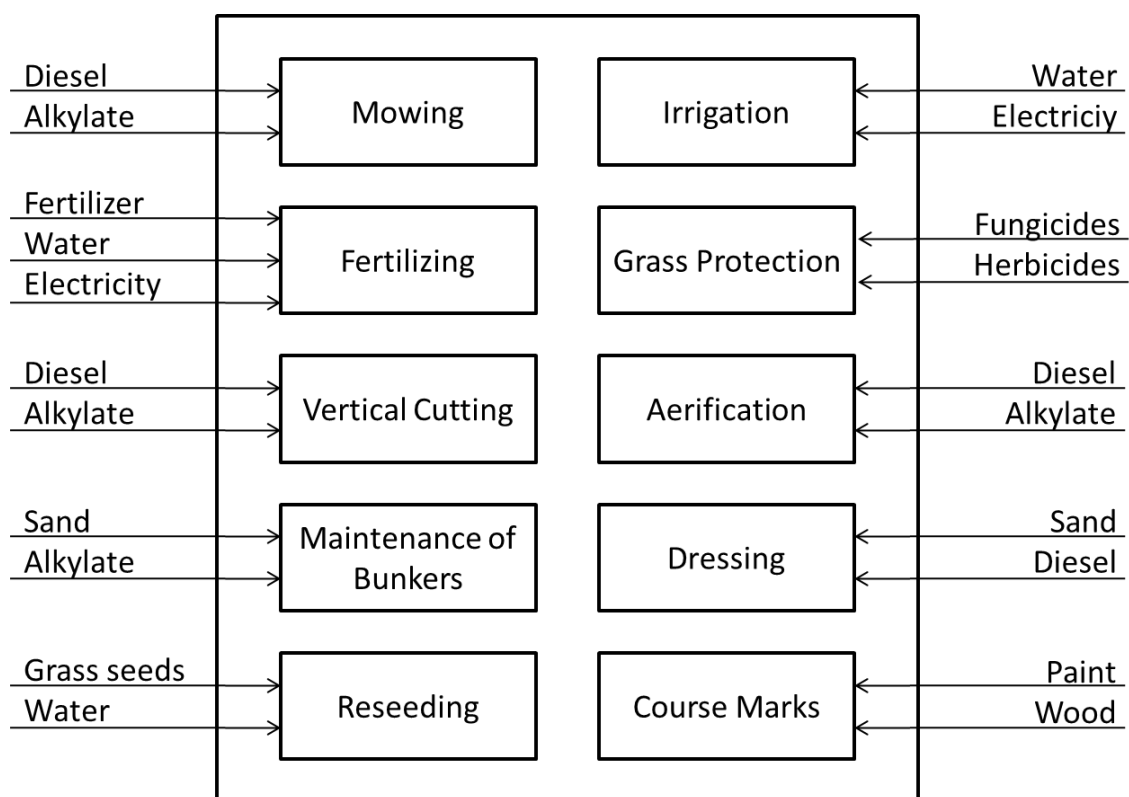 Diesel
Alkylate
Mowing
Irrigation
Water
Electriciy
Fertilizer
Water
Electricity
Fertilizing
Grass Protection
Fungicides
Herbicides
Diesel
Alkylate
Vertical Cutting
Aerification
Diesel
Alkylate
Sand
Alkylate
Maintenance of
Bunkers
Dressing
Sand
Diesel
Grass seeds
Water
Reseeding
Course Marks
Paint
Wood